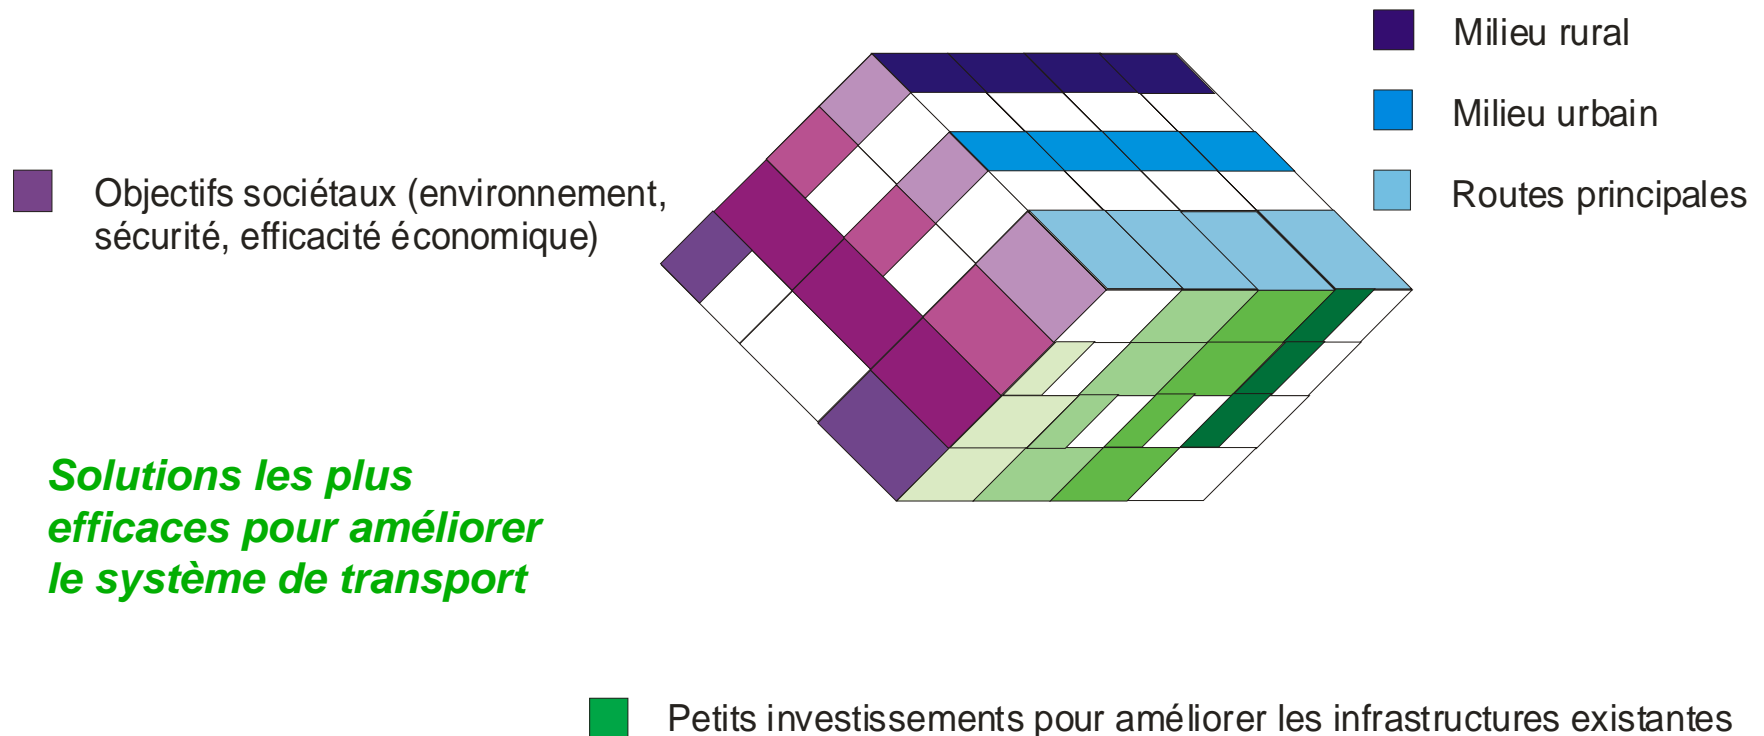 Milieu rural
Milieu urbain
Routes principales
Objectifs sociétaux (environnement,
sécurité, efficacité économique)
Solutions les plus
efficaces pour améliorer
le système de transport
Petits investissements pour améliorer les infrastructures existantes